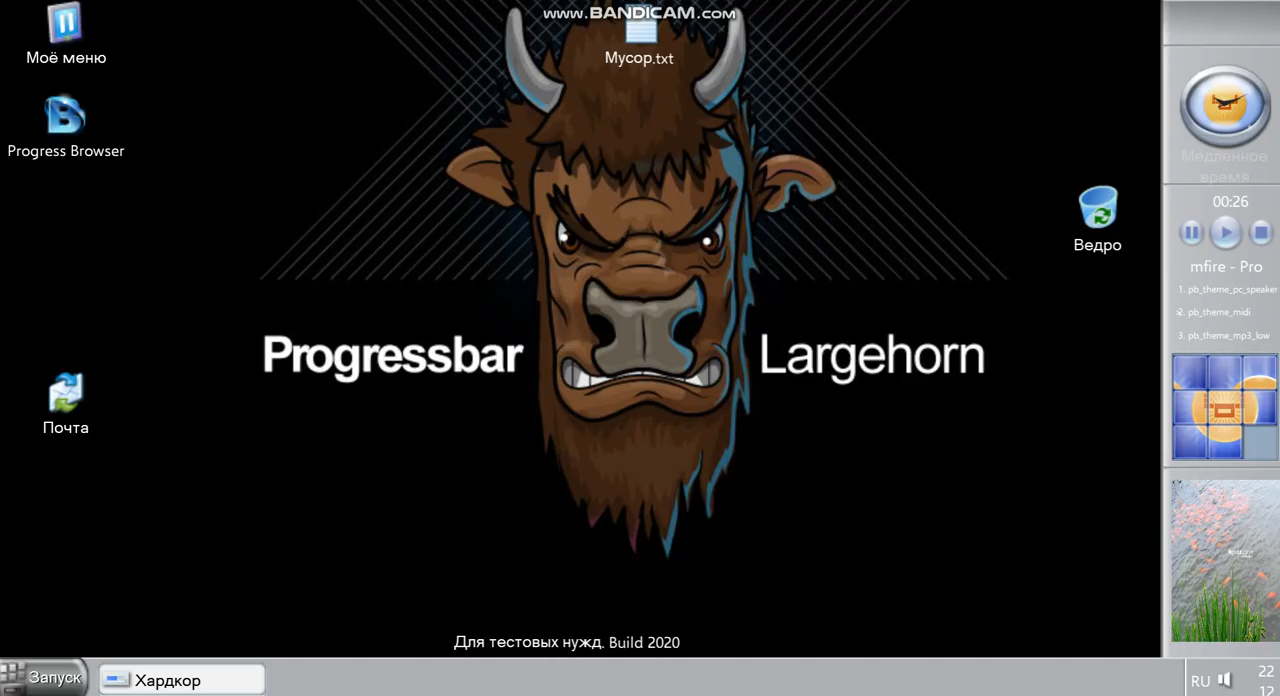 www.BANDICAM.com
Моё меню
Мусор.txt
Progress Browser
Медленное
время
00:26
Ведро
mfire - Pro
1. pb_theme_pc_speaker
2. pb_theme_midi
3. pb_theme_mp3_low
Progressbar
Largehorn
Почта
Для тестовых нужд. Build 2020
Запуск
Хардкор
RU
22
12